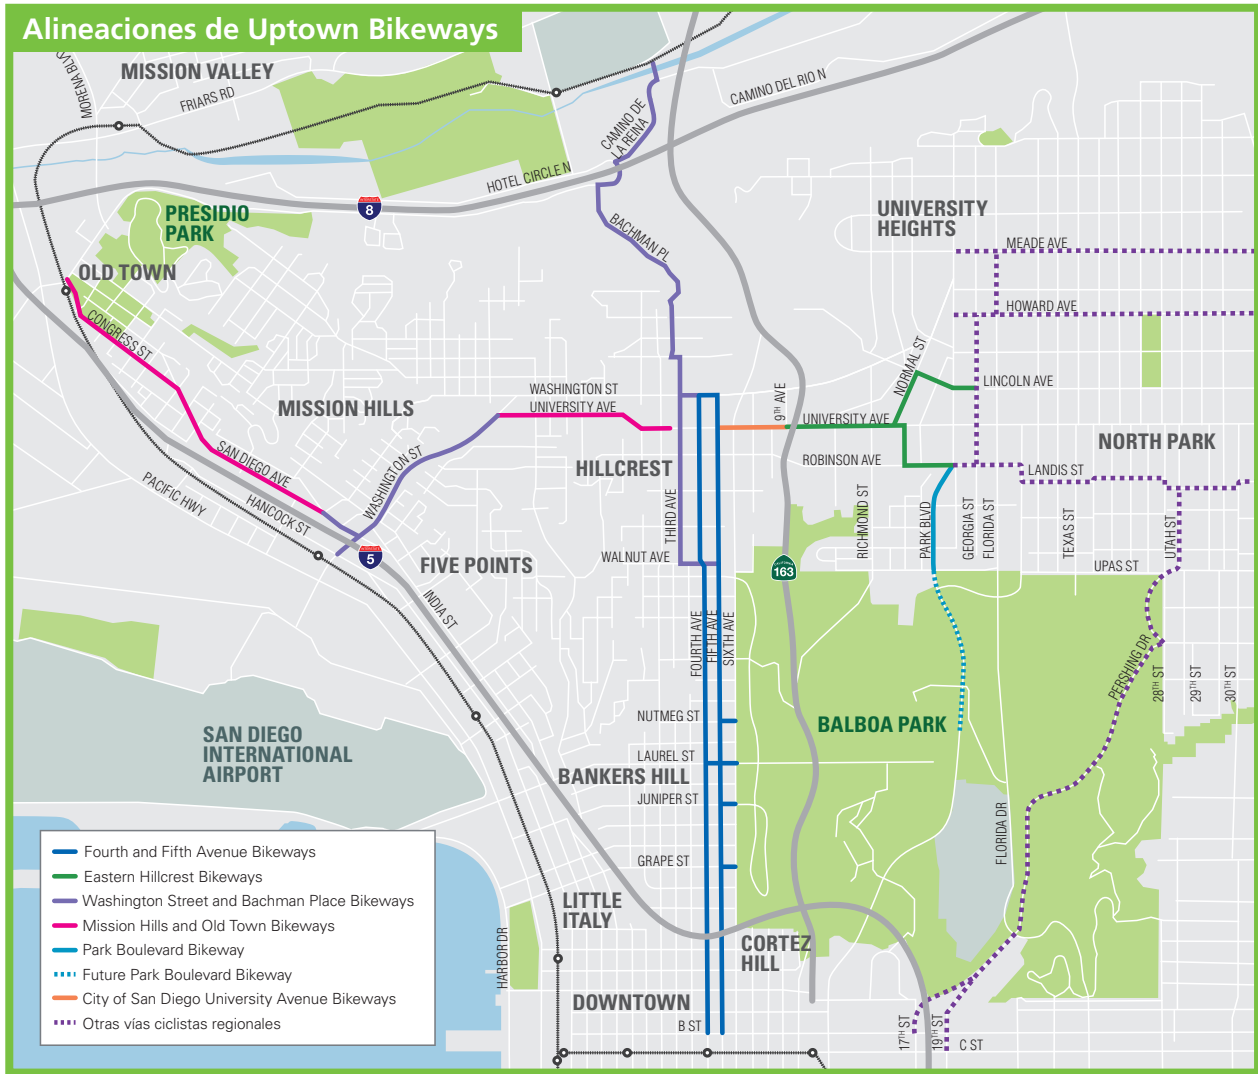 Alineaciones de Uptown Bikeways
MISSION VALLEY
MORENA BLVD
FRIARS RD
CAMINO DEL RIO N
CAMINO DE
LA REINA
HOTEL CIRCLE N
INTERSTATE
8
PRESIDIO
PARK
BACHMAN PL
UNIVERSITY
HEIGHTS
MEADE AVE
OLD TOWN
HOWARD AVE
CONGRESS ST
NORMAL ST
LINCOLN AVE
WASHINGTON ST
UNIVERSITY AVE
9TH AVE
MISSION HILLS
UNIVERSITY AVE
NORTH PARK
SAN DIEGO AVE
WASHINGTON ST
HILLCREST
ROBINSON AVE
LANDIS ST
PACIFIC HWY
HANCOCK ST
THIRD AVE
RICHMOND ST
PARK BLVD
GEORGIA ST
FLORIDA ST
TEXAS ST
UTAH ST
INTERSTATE
5
FIVE POINTS
WALNUT AVE
CALIFORNIA
163
UPAS ST
INDIA ST
FOURTH AVE
FIFTH AVE
SIXTH AVE
PERSHING DR
28TH ST
29TH ST
30TH ST
NUTMEG ST
BALBOA PARK
SAN DIEGO
INTERNATIONAL
AIRPORT
LAUREL ST
BANKERS HILL
JUNIPER ST
FLORIDA DR
GRAPE ST
LITTLE
ITALY
HARBOR DR
CORTEZ
HILL
DOWNTOWN
B ST
17TH ST
19TH ST
C ST
Fourth and Fifth Avenue Bikeways
Eastern Hillcrest Bikeways
Washington Street and Bachman Place Bikeways
Mission Hills and Old Town Bikeways
Park Boulevard Bikeway
Future Park Boulevard Bikeway
City of San Diego University Avenue Bikeways
Otras vías ciclistas regionales